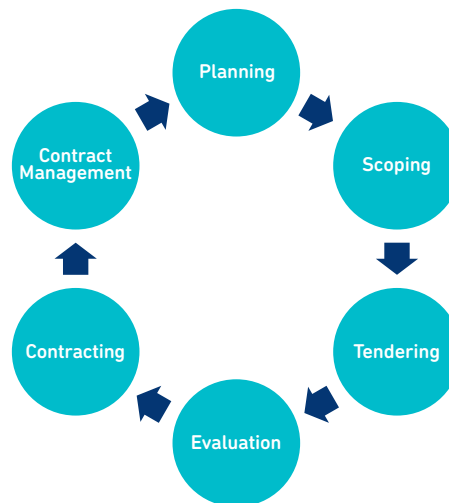 Planning
Scoping
Tendering
Evaluation
Contracting
Contract
Management